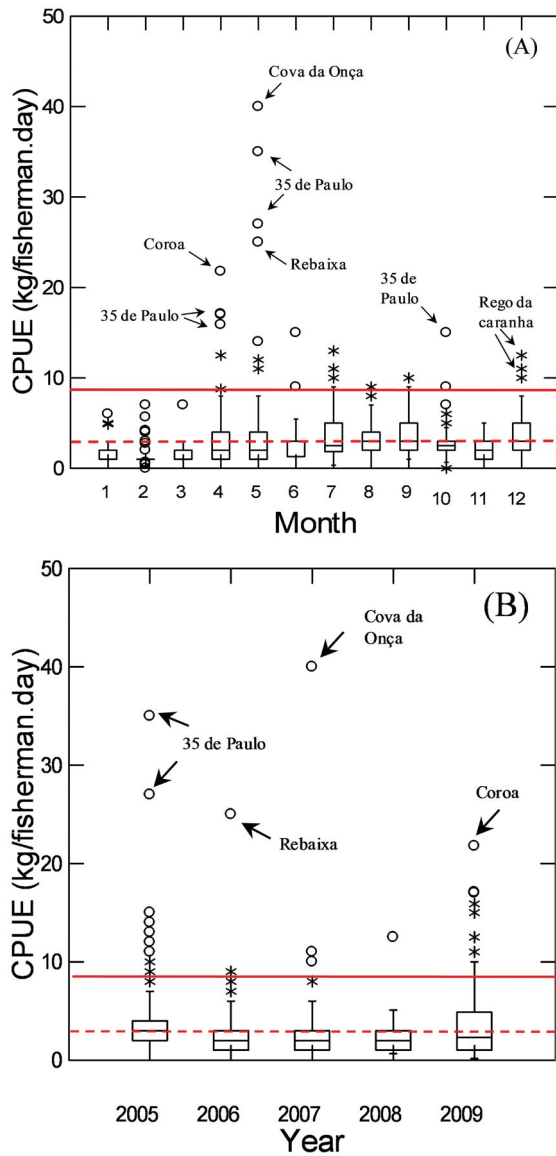 (A)
CPUE (kg/fisherman.day)
50
40
30
20
10
0
Cova da Onça
35 de Paulo
Rebaixa
Coroa
35 de Paulo
35 de
Paulo
Rego da
caranha
1 2 3 4 5 6 7 8 9 10 11 12
Month
(B)
CPUE (kg/fisherman.day)
50
40
30
20
10
0
Cova da
Onça
35 de Paulo
Rebaixa
Coroa
2005 2006 2007 2008 2009
Year